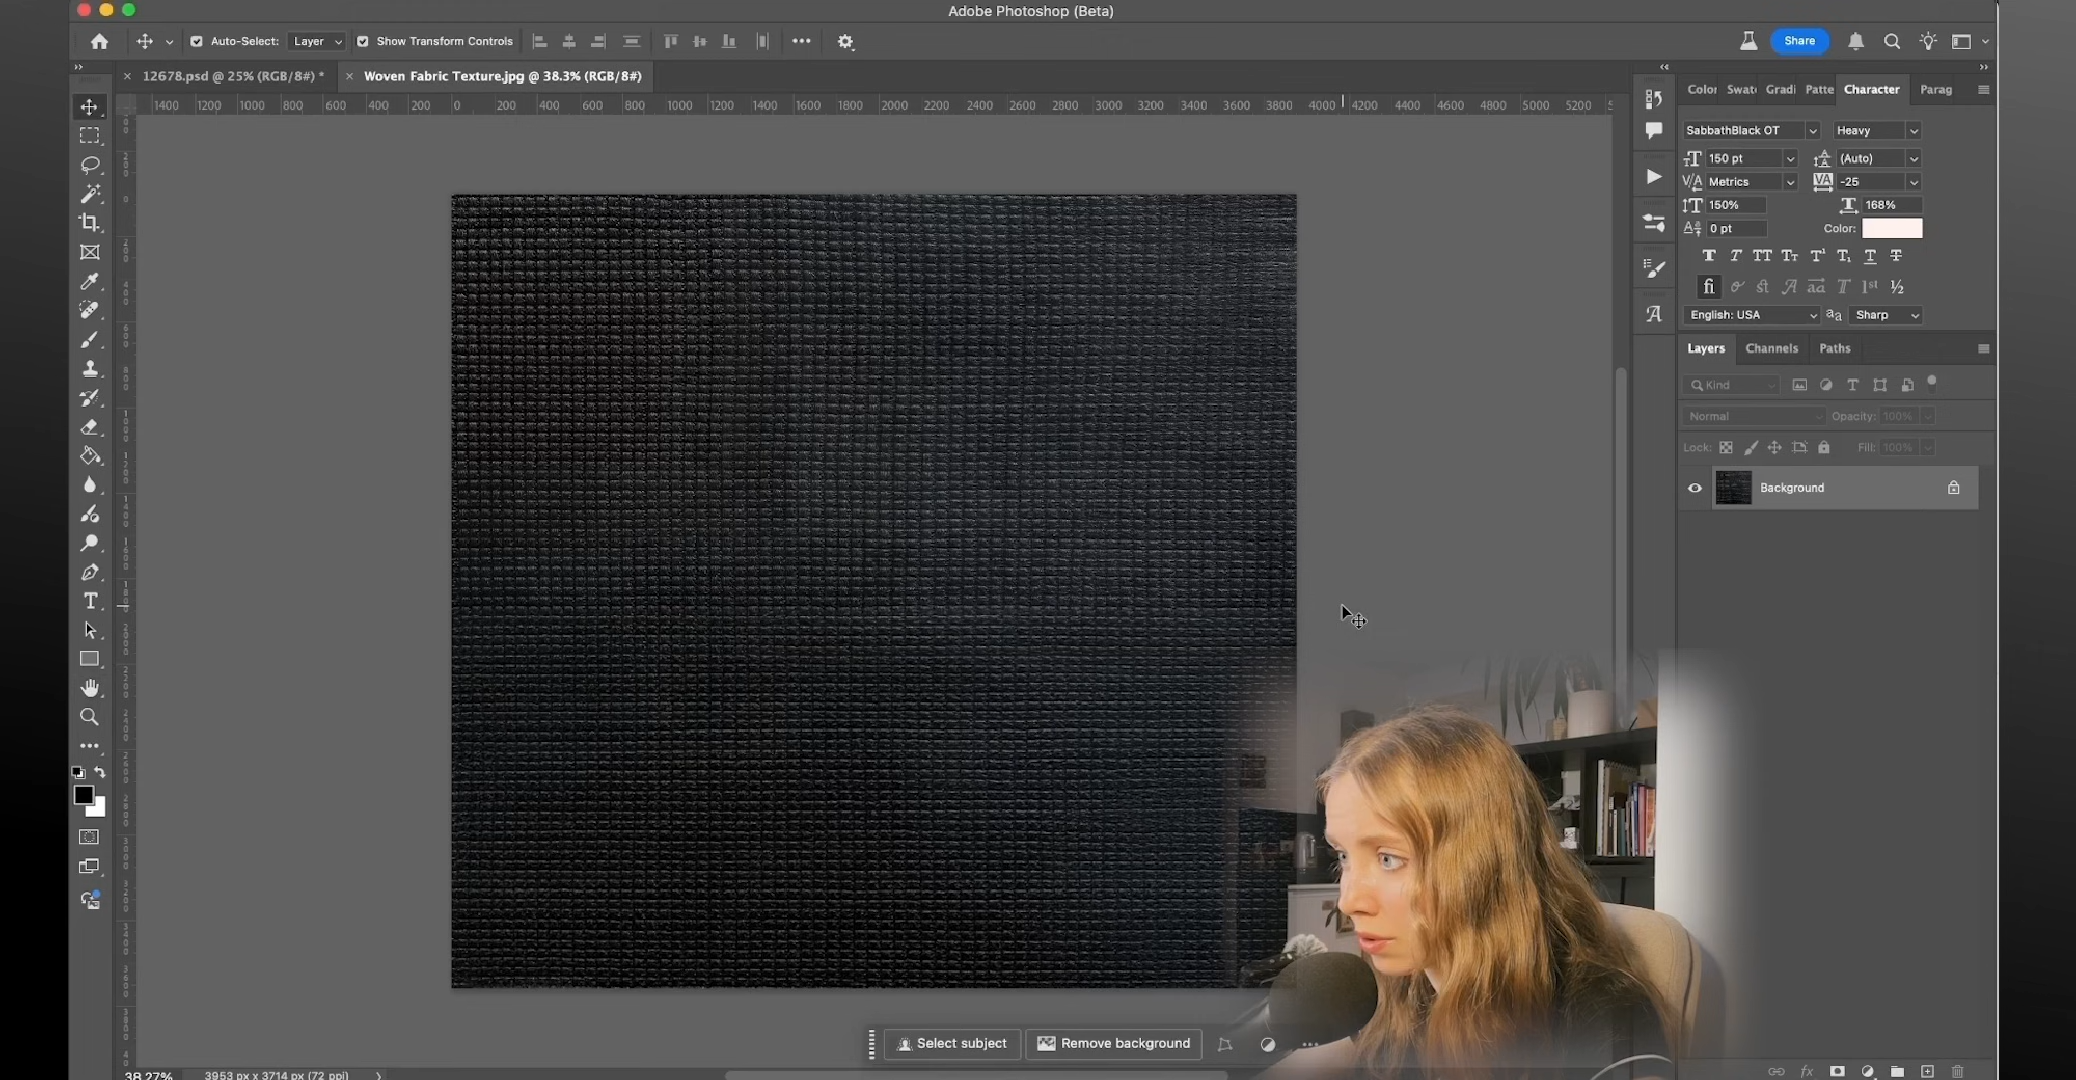 Adobe Photoshop (Beta)
Auto-Select: Layer Show Transform Controls Share
12678.psd @ 25% (RGB/8#) * Woven Fabric Texture.jpg @ 38.3% (RGB/8#)
1400 1200 1000 800 600 400 200 0 200 400 600 800 1000 1200 1400 1600 1800 2000 2200 2400 2600 2800 3000 3200 3400 3600 3800 4000 4200 4400 4600 4800 5000 5200
Color Swatc Gradi Patte Character Parag
SabbathBlack OT Heavy
150 pt (Auto)
Metrics -25
150% 168%
0 pt Color:
English: USA Sharp
Layers Channels Paths
Kind
Normal Opacity: 100%
Lock: Fill: 100%
Background
Select subject Remove background
38.27% 3953 px x 3714 px (72 ppi)